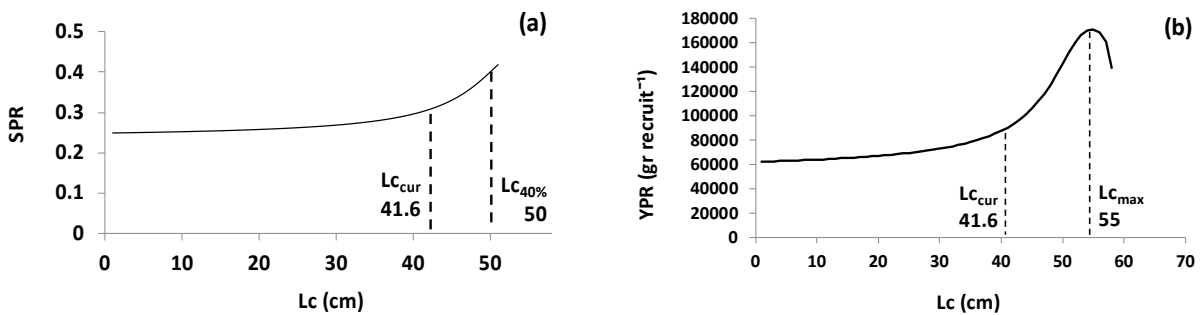 (a)
0.5
0.4
0.3
0.2
0.1
0
SPR
Lc_cur
41.6
Lc_40%
50
0 10 20 30 40 50
Lc (cm)
(b)
180000
160000
140000
120000
100000
80000
60000
40000
20000
0
YPR (gr recruit⁻¹)
Lc_cur
41.6
Lc_max
55
0 10 20 30 40 50 60 70
Lc (cm)